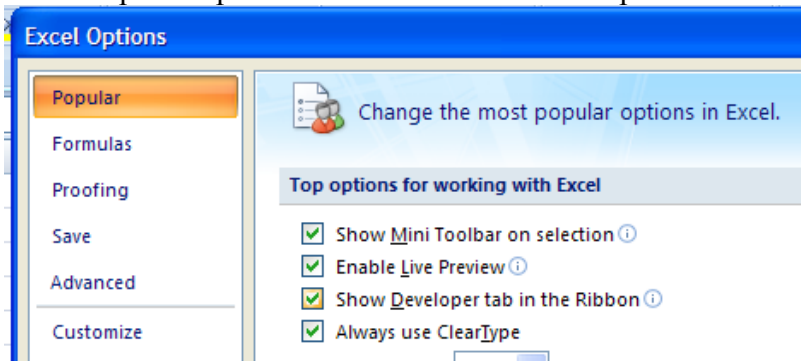 Excel Options
Popular
Formulas
Proofing
Save
Advanced
Customize
Change the most popular options in Excel.
Top options for working with Excel
Show Mini Toolbar on selection
Enable Live Preview
Show Developer tab in the Ribbon
Always use ClearType